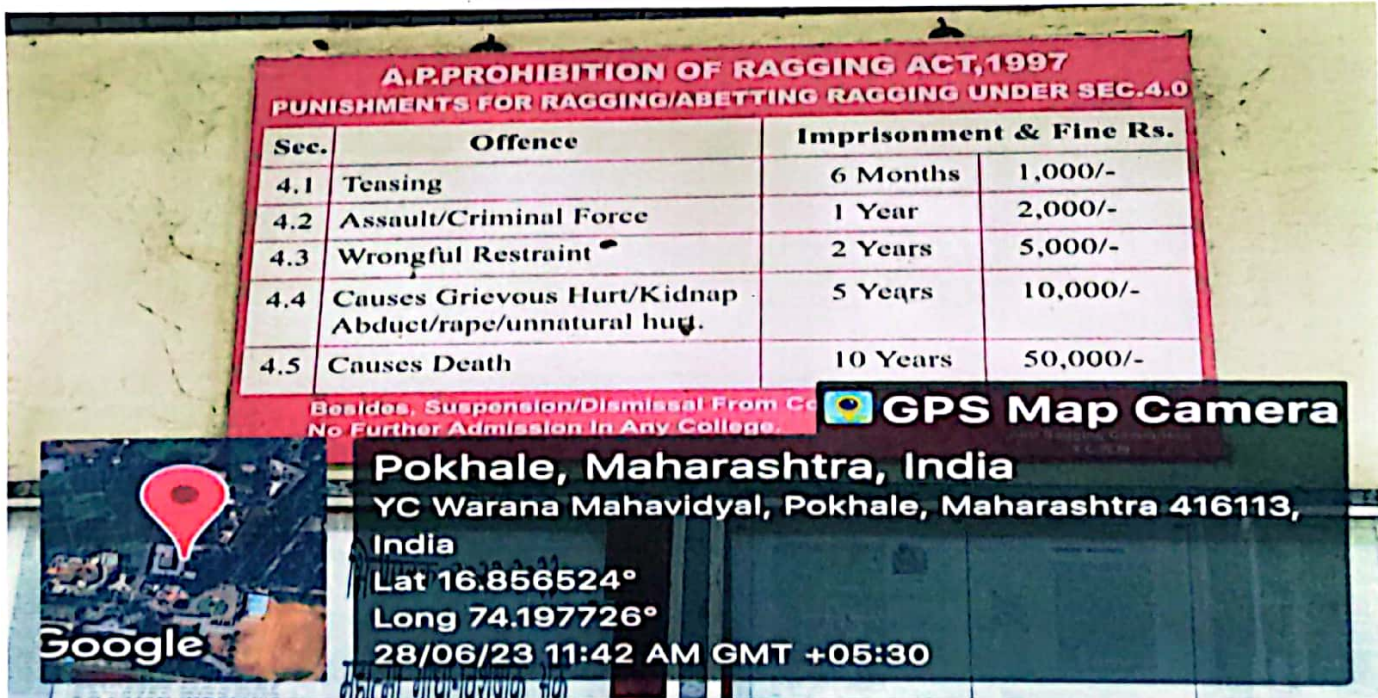 A.P.PROHIBITION OF RAGGING ACT,1997
PUNISHMENTS FOR RAGGING/ABETTING RAGGING UNDER SEC.4.0
Sec. Offence Imprisonment & Fine Rs.
4.1 Teasing 6 Months 1,000/-
4.2 Assault/Criminal Force 1 Year 2,000/-
4.3 Wrongful Restraint 2 Years 5,000/-
4.4 Causes Grievous Hurt/Kidnap 5 Years 10,000/-
Abduct/rape/unnatural hurt.
4.5 Causes Death 10 Years 50,000/-
Besides, Suspension/Dismissal From
No Further Admission In Any College.
GPS Map Camera
Pokhale, Maharashtra, India
YC Warana Mahavidyal, Pokhale, Maharashtra 416113,
India
Lat 16.856524°
Long 74.197726°
28/06/23 11:42 AM GMT +05:30
Google